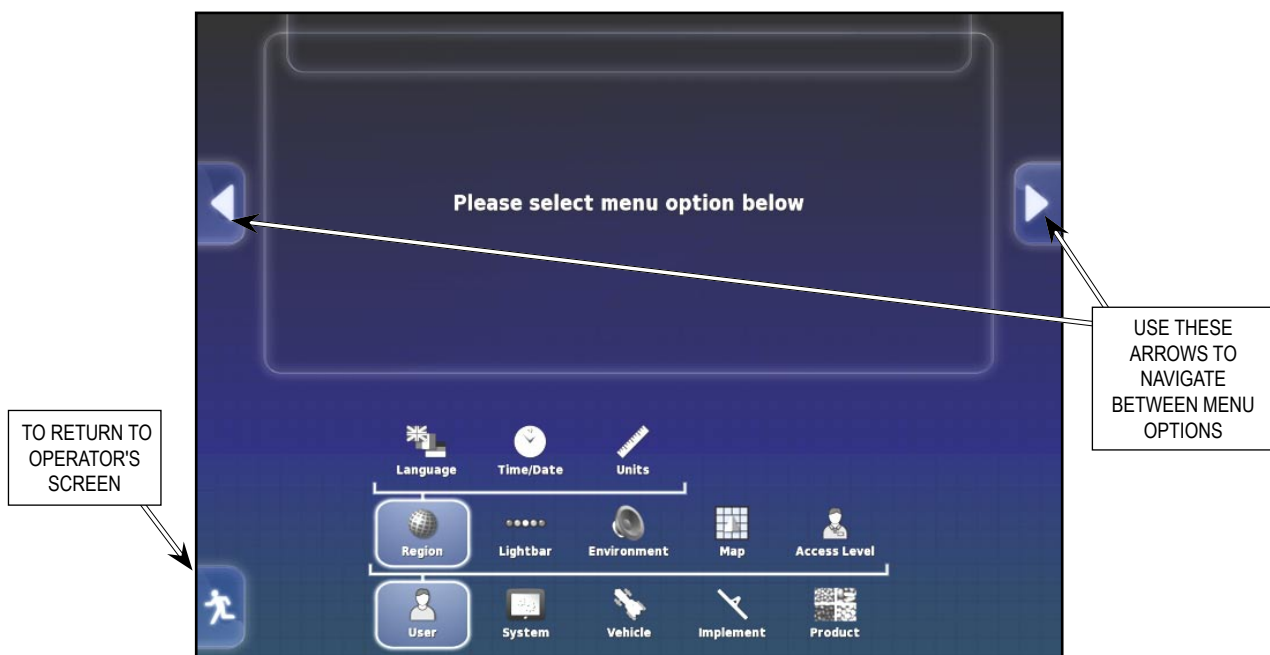 Please select menu option below
USE THESE
ARROWS TO
NAVIGATE
BETWEEN MENU
OPTIONS
TO RETURN TO
OPERATOR'S
SCREEN
Language Time/Date Units
Region Lightbar Environment Map Access Level
User System Vehicle Implement Product